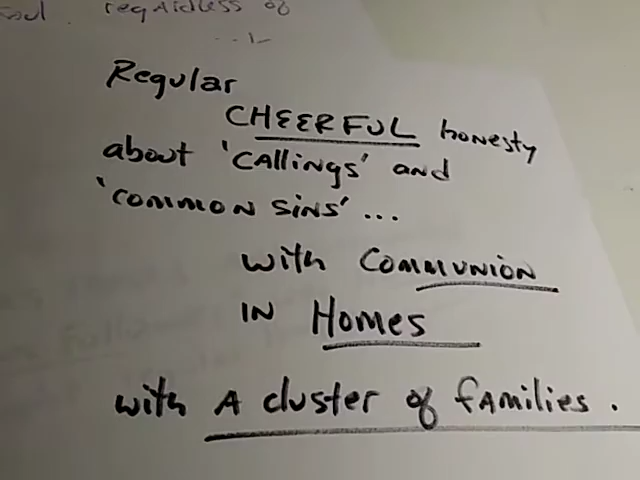 regardless of
Regular
CHEERFUL honesty
about 'callings' and
'common sins' ...
with Communion
IN Homes
with A cluster of families.